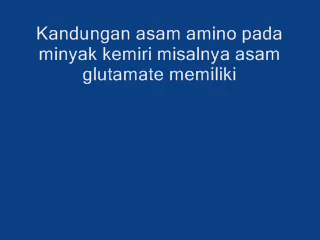 Kandungan asam amino pada
minyak kemiri misalnya asam
glutamate memiliki